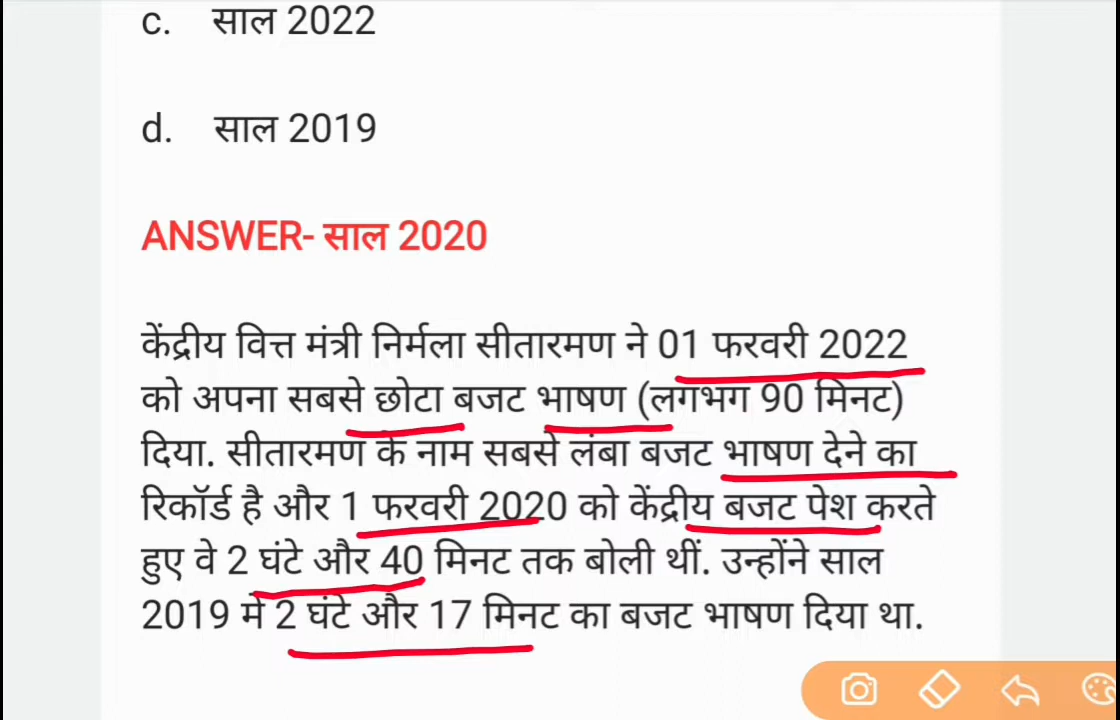 c. साल 2022
d. साल 2019
ANSWER- साल 2020
केंद्रीय वित्त मंत्री निर्मला सीतारमण ने 01 फरवरी 2022
को अपना सबसे छोटा बजट भाषण (लगभग 90 मिनट)
दिया. सीतारमण के नाम सबसे लंबा बजट भाषण देने का
रिकॉर्ड है और 1 फरवरी 2020 को केंद्रीय बजट पेश करते
हुए वे 2 घंटे और 40 मिनट तक बोली थीं. उन्होंने साल
2019 में 2 घंटे और 17 मिनट का बजट भाषण दिया था.